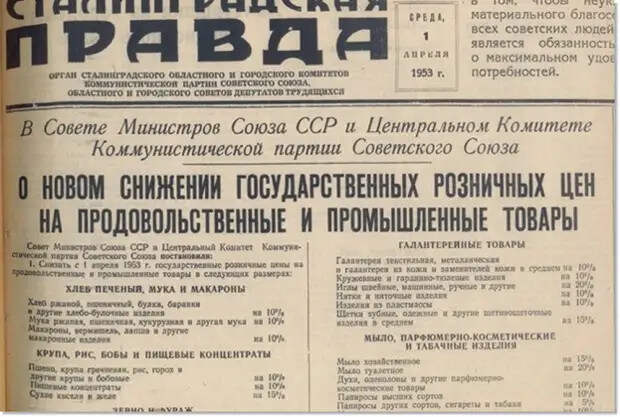 СТАЛИНГРАДСКАЯ
ПРАВДА
ОРГАН СТАЛИНГРАДСКОГО ОБЛАСТНОГО И ГОРОДСКОГО КОМИТЕТОВ
КОММУНИСТИЧЕСКОЙ ПАРТИИ СОВЕТСКОГО СОЮЗА,
ОБЛАСТНОГО И ГОРОДСКОГО СОВЕТОВ ДЕПУТАТОВ ТРУДЯЩИХСЯ
СРЕДА,
1
АПРЕЛЯ
1953 г.
в том, чтобы неук
материального благосо
всех советских людей
является обязанность
о максимальном удов
потребностей.
В Совете Министров Союза ССР и Центральном Комитете
Коммунистической партии Советского Союза
О НОВОМ СНИЖЕНИИ ГОСУДАРСТВЕННЫХ РОЗНИЧНЫХ ЦЕН
НА ПРОДОВОЛЬСТВЕННЫЕ И ПРОМЫШЛЕННЫЕ ТОВАРЫ
Совет Министров Союза ССР и Центральный Комитет Коммунис-
тической партии Советского Союза постановили:
1. Снизить с 1 апреля 1953 г. государственные розничные цены на
продовольственные и промышленные товары в следующих размерах:
ХЛЕБ ПЕЧЕНЫЙ, МУКА И МАКАРОНЫ
Хлеб ржаной, пшеничный, булки, баранки
и другие хлебо-булочные изделия на 10%
Мука ржаная, пшеничная, кукурузная и другая мука на 10%
Макароны, вермишель, лапша и другие
макаронные изделия на 10%
КРУПА, РИС, БОБЫ И ПИЩЕВЫЕ КОНЦЕНТРАТЫ
Пшено, крупа гречневая, рис, горох и
другие крупы и бобовые на 10%
Пищевые концентраты на 10%
Сухие кисели и желе на 15%
ЗЕРНО И ФУРАЖ
ГАЛАНТЕРЕЙНЫЕ ТОВАРЫ
Галантерея текстильная, металлическая
и галантерея из кожи и заменителей кожи в среднем на 10%
Кружевные и гардинно-тюлевые изделия на 10%
Иглы швейные, машинные, ручные и другие на 20%
Нитки и ниточные изделия на 10%
Изделия из пластмассы на 10%
Щетки зубные, одежные и другие щетинощеточные
изделия в среднем на 15%
МЫЛО, ПАРФЮМЕРНО-КОСМЕТИЧЕСКИЕ
И ТАБАЧНЫЕ ИЗДЕЛИЯ
Мыло хозяйственное на 15%
Мыло туалетное на 20%
Духи, одеколоны и другие парфюмерно-
косметические товары на 10%
Папиросы высших сортов на 10%
Папиросы других сортов, сигареты и табаки на 5%